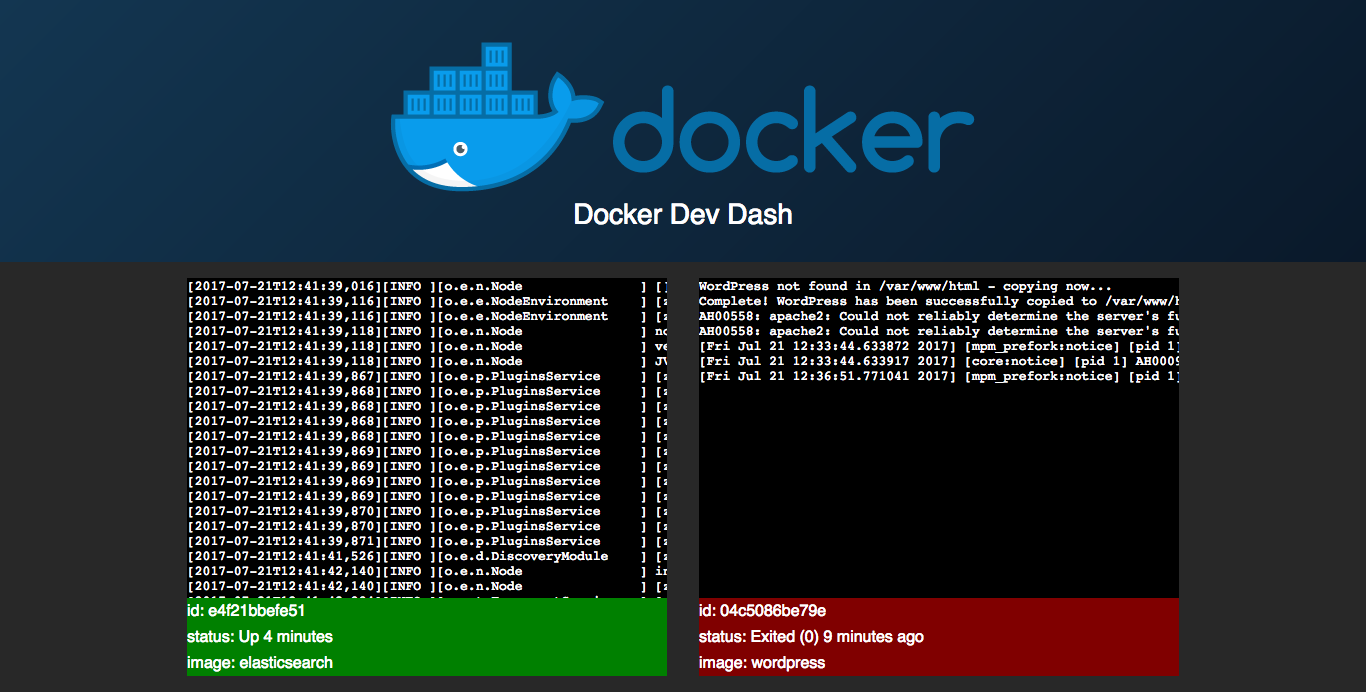 docker
Docker Dev Dash
[2017-07-21T12:41:39,016][INFO ][o.e.n.Node ] []
[2017-07-21T12:41:39,116][INFO ][o.e.e.NodeEnvironment ] [
[2017-07-21T12:41:39,116][INFO ][o.e.e.NodeEnvironment ] [
[2017-07-21T12:41:39,118][INFO ][o.e.n.Node ]
[2017-07-21T12:41:39,118][INFO ][o.e.n.Node ] ve
[2017-07-21T12:41:39,118][INFO ][o.e.n.Node ] JV
[2017-07-21T12:41:39,867][INFO ][o.e.p.PluginsService ] [
[2017-07-21T12:41:39,868][INFO ][o.e.p.PluginsService ] [
[2017-07-21T12:41:39,868][INFO ][o.e.p.PluginsService ] [
[2017-07-21T12:41:39,868][INFO ][o.e.p.PluginsService ] [
[2017-07-21T12:41:39,868][INFO ][o.e.p.PluginsService ] [
[2017-07-21T12:41:39,869][INFO ][o.e.p.PluginsService ] [
[2017-07-21T12:41:39,869][INFO ][o.e.p.PluginsService ] [
[2017-07-21T12:41:39,869][INFO ][o.e.p.PluginsService ] [
[2017-07-21T12:41:39,869][INFO ][o.e.p.PluginsService ] [
[2017-07-21T12:41:39,870][INFO ][o.e.p.PluginsService ] [
[2017-07-21T12:41:39,870][INFO ][o.e.p.PluginsService ] [
[2017-07-21T12:41:39,871][INFO ][o.e.p.PluginsService ] [
[2017-07-21T12:41:41,526][INFO ][o.e.d.DiscoveryModule ] [
[2017-07-21T12:41:42,140][INFO ][o.e.n.Node ] in
[2017-07-21T12:41:42,140][INFO ][o.e.n.Node ] [
id: e4f21bbefe51
status: Up 4 minutes
image: elasticsearch
WordPress not found in /var/www/html - copying now...
Complete! WordPress has been successfully copied to /var/www/h
AH00558: apache2: Could not reliably determine the server's fu
AH00558: apache2: Could not reliably determine the server's fu
[Fri Jul 21 12:33:44.633872 2017] [mpm_prefork:notice] [pid 1]
[Fri Jul 21 12:33:44.633917 2017] [core:notice] [pid 1] AH0009
[Fri Jul 21 12:36:51.771041 2017] [mpm_prefork:notice] [pid 1]
id: 04c5086be79e
status: Exited (0) 9 minutes ago
image: wordpress